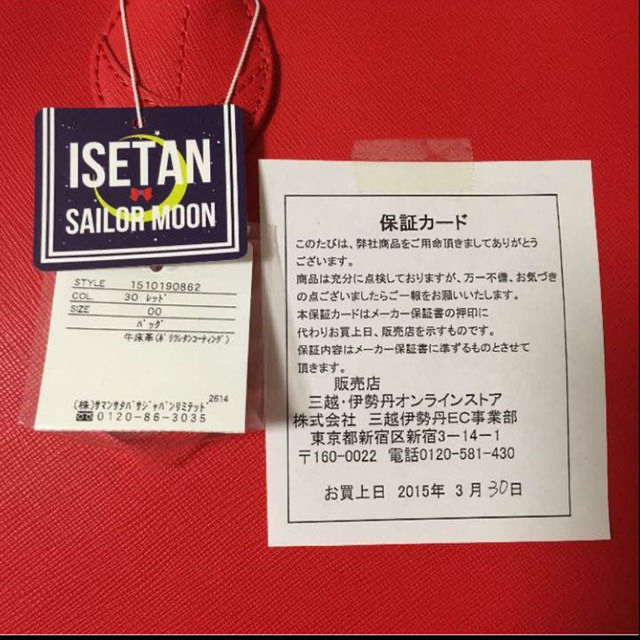 ISETAN
SAILOR MOON
STYLE 1510190862
COL. 30 レッド
SIZE 00
バッグ
牛床革(ポリウレタンコーティング)
2614
(株)サマンサタバサジャパンリミテッド
0120-86-3035
保証カード
このたびは、弊社商品をご用命頂きましてありがとう
ございます。
商品は充分に点検しておりますが、万一不備、お気づき
の点ございましたらご一報をお願いいたします。
本保証カードはメーカー保証書の押印に
代わりお買上日、販売店を示すものです。
保証内容はメーカー保証書に準ずるものとさせて
頂きます。
販売店
三越・伊勢丹オンラインストア
株式会社 三越伊勢丹EC事業部
東京都新宿区新宿3-14-1
〒160-0022 電話0120-581-430
お買上日 2015年 3月 30日